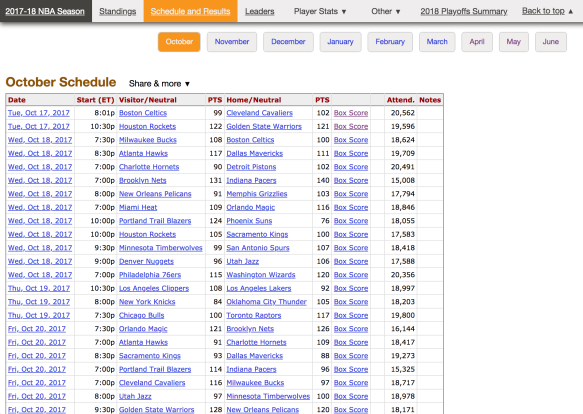 2017-18 NBA Season Standings Schedule and Results Leaders Player Stats ▼ Other ▼ 2018 Playoffs Summary Back to top ▲
October November December January February March April May June
October Schedule Share & more ▼
Date Start (ET) Visitor/Neutral PTS Home/Neutral PTS Attend. Notes
Tue, Oct 17, 2017 8:01p Boston Celtics 99 Cleveland Cavaliers 102 Box Score 20,562
Tue, Oct 17, 2017 10:30p Houston Rockets 122 Golden State Warriors 121 Box Score 19,596
Wed, Oct 18, 2017 7:30p Milwaukee Bucks 108 Boston Celtics 100 Box Score 18,624
Wed, Oct 18, 2017 8:30p Atlanta Hawks 117 Dallas Mavericks 111 Box Score 19,709
Wed, Oct 18, 2017 7:00p Charlotte Hornets 90 Detroit Pistons 102 Box Score 20,491
Wed, Oct 18, 2017 7:00p Brooklyn Nets 131 Indiana Pacers 140 Box Score 15,008
Wed, Oct 18, 2017 8:00p New Orleans Pelicans 91 Memphis Grizzlies 103 Box Score 17,794
Wed, Oct 18, 2017 7:00p Miami Heat 109 Orlando Magic 116 Box Score 18,846
Wed, Oct 18, 2017 10:00p Portland Trail Blazers 124 Phoenix Suns 76 Box Score 18,055
Wed, Oct 18, 2017 10:00p Houston Rockets 105 Sacramento Kings 100 Box Score 17,583
Wed, Oct 18, 2017 9:30p Minnesota Timberwolves 99 San Antonio Spurs 107 Box Score 18,418
Wed, Oct 18, 2017 9:00p Denver Nuggets 96 Utah Jazz 106 Box Score 17,588
Wed, Oct 18, 2017 7:00p Philadelphia 76ers 115 Washington Wizards 120 Box Score 20,356
Thu, Oct 19, 2017 10:30p Los Angeles Clippers 108 Los Angeles Lakers 92 Box Score 18,997
Thu, Oct 19, 2017 8:00p New York Knicks 84 Oklahoma City Thunder 105 Box Score 18,203
Thu, Oct 19, 2017 7:30p Chicago Bulls 100 Toronto Raptors 117 Box Score 19,800
Fri, Oct 20, 2017 7:30p Orlando Magic 121 Brooklyn Nets 126 Box Score 16,144
Fri, Oct 20, 2017 7:00p Atlanta Hawks 91 Charlotte Hornets 109 Box Score 18,417
Fri, Oct 20, 2017 8:30p Sacramento Kings 93 Dallas Mavericks 88 Box Score 19,273
Fri, Oct 20, 2017 7:00p Portland Trail Blazers 114 Indiana Pacers 96 Box Score 15,325
Fri, Oct 20, 2017 7:00p Cleveland Cavaliers 116 Milwaukee Bucks 97 Box Score 18,717
Fri, Oct 20, 2017 8:00p Utah Jazz 97 Minnesota Timberwolves 100 Box Score 18,978
Fri, Oct 20, 2017 9:30p Golden State Warriors 128 New Orleans Pelicans 120 Box Score 18,171